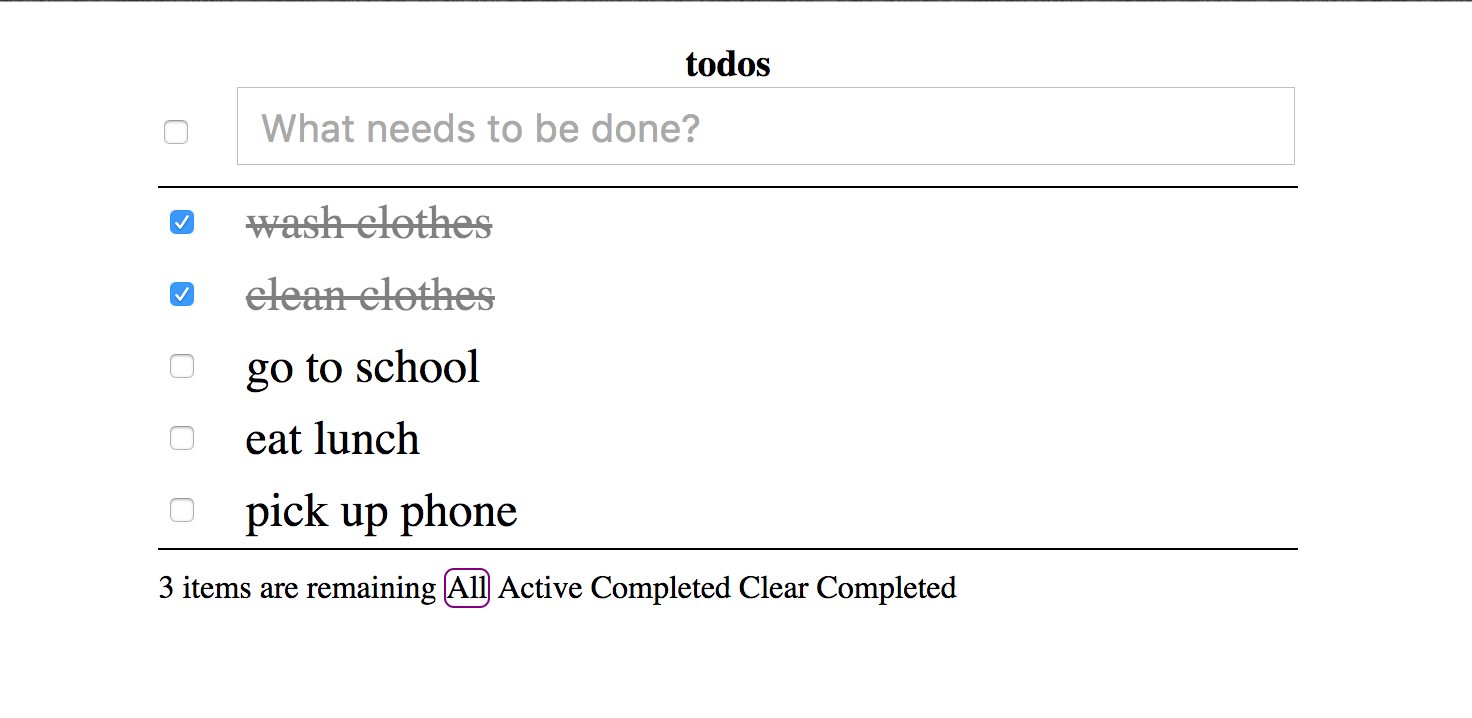 todos
What needs to be done?
wash clothes
clean clothes
go to school
eat lunch
pick up phone
3 items are remaining All Active Completed Clear Completed